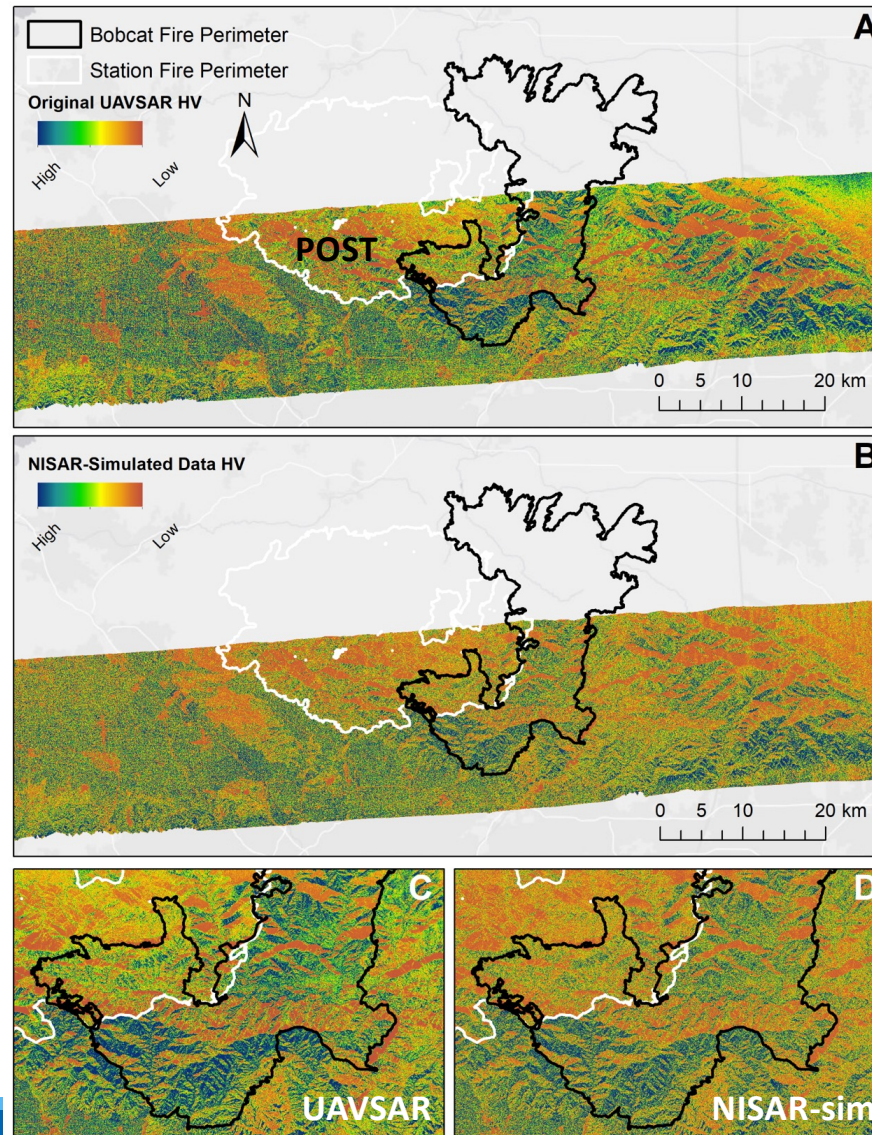 A
Bobcat Fire Perimeter
Station Fire Perimeter
Original UAVSAR HV
N
High
Low
POST
0 5 10 20 km
B
NISAR-Simulated Data HV
High
Low
0 5 10 20 km
C
D
UAVSAR
NISAR-sim